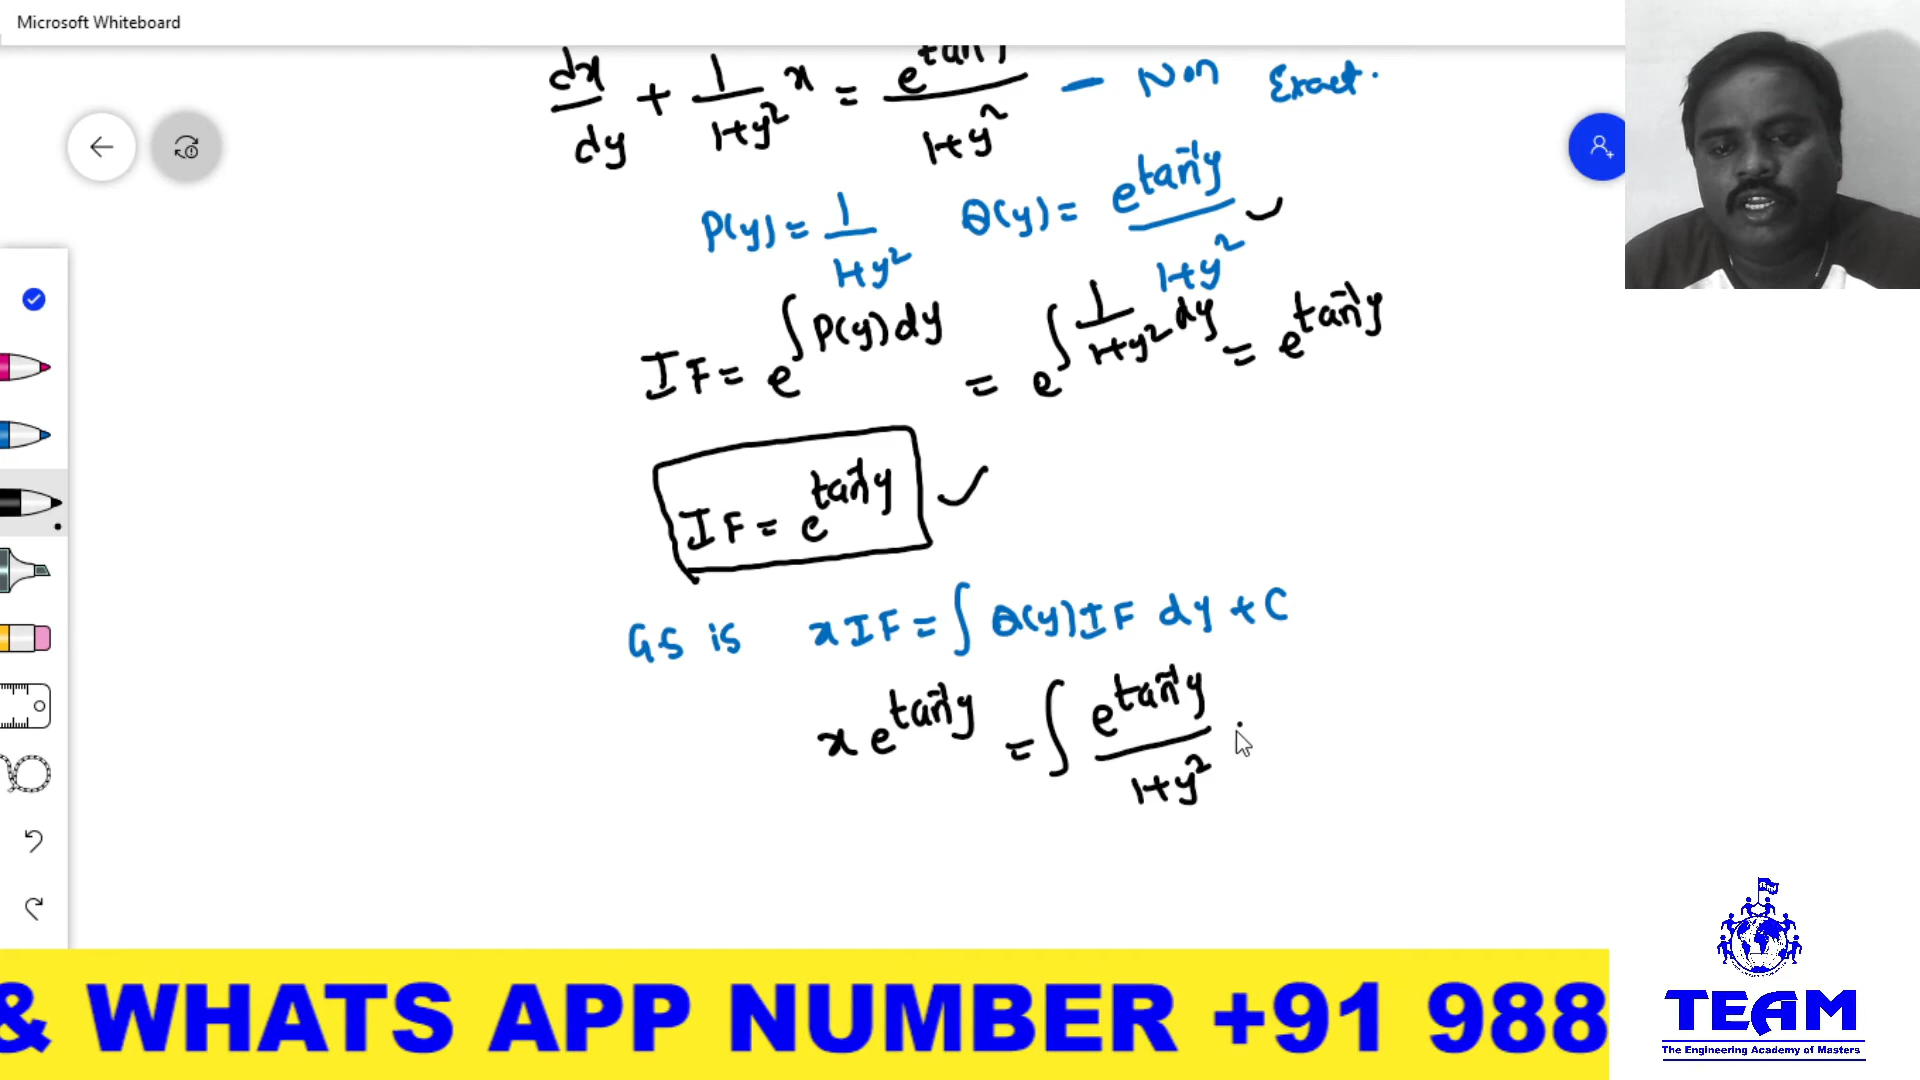 Microsoft Whiteboard
dx/dy + 1/1+y² x = e^tan y/1+y² - Non Exact.
P(y) = 1/1+y² Q(y) = e^tan⁻¹y/1+y²
IF = e^∫P(y)dy = e^∫1/1+y² dy = e^tan⁻¹y
IF = e^tan⁻¹y
GS is x IF = ∫ Q(y) IF dy + C
x e^tan⁻¹y = ∫ e^tan⁻¹y/1+y² .
& WHATS APP NUMBER +91 988
TEAM
The Engineering Academy of Masters